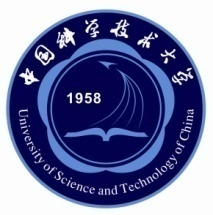 中国科学技术大学
1958
University of Science and Technology of China